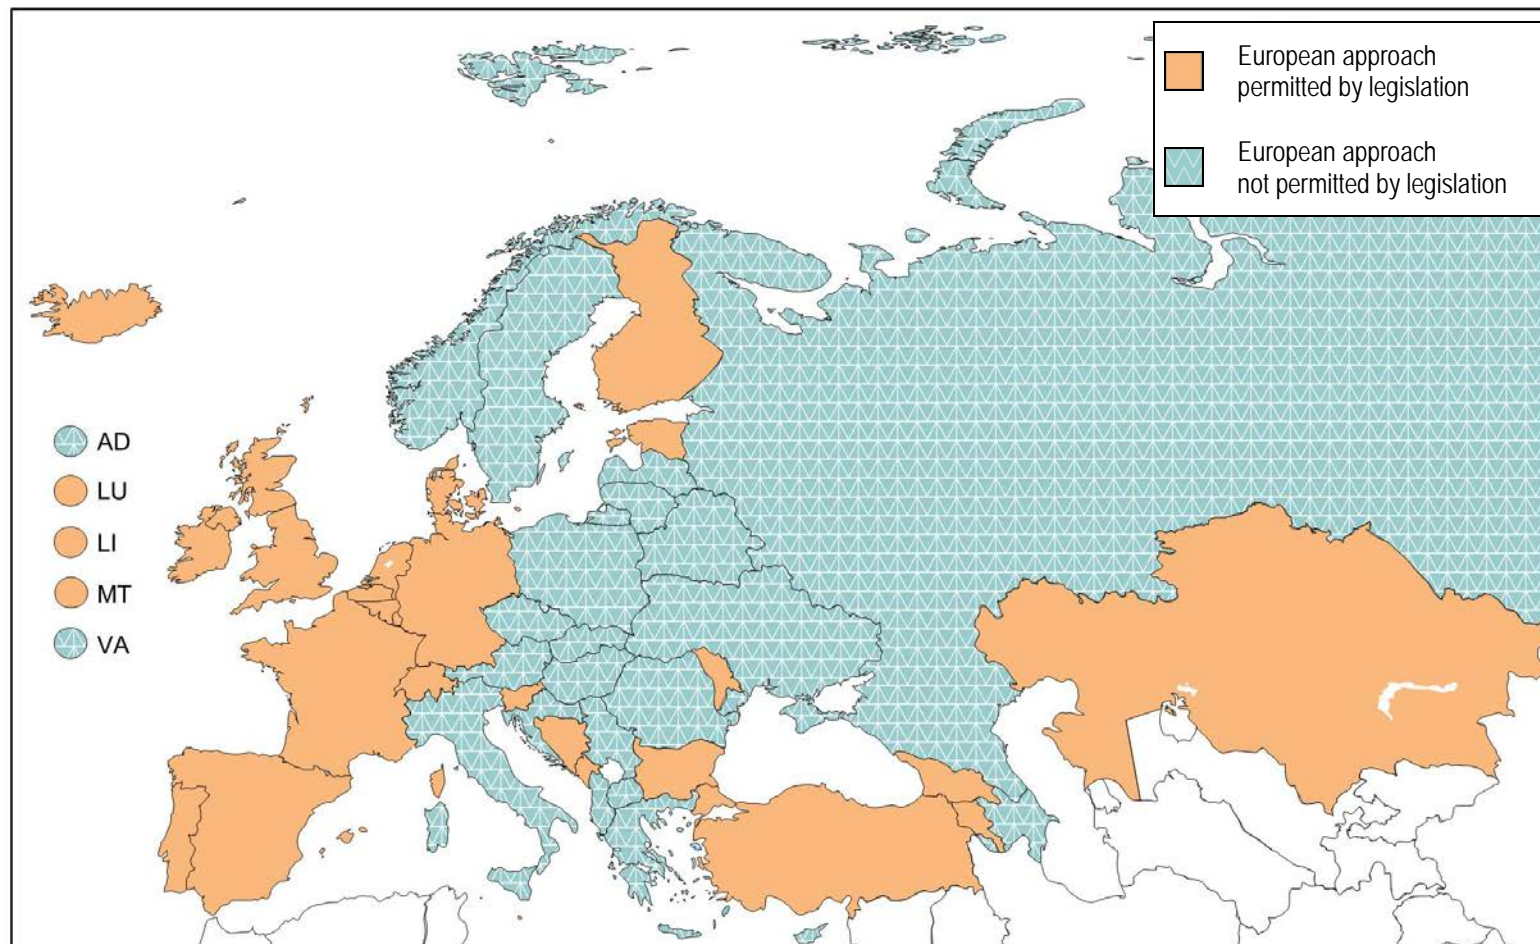 European approach
permitted by legislation
European approach
not permitted by legislation
AD
LU
LI
MT
VA